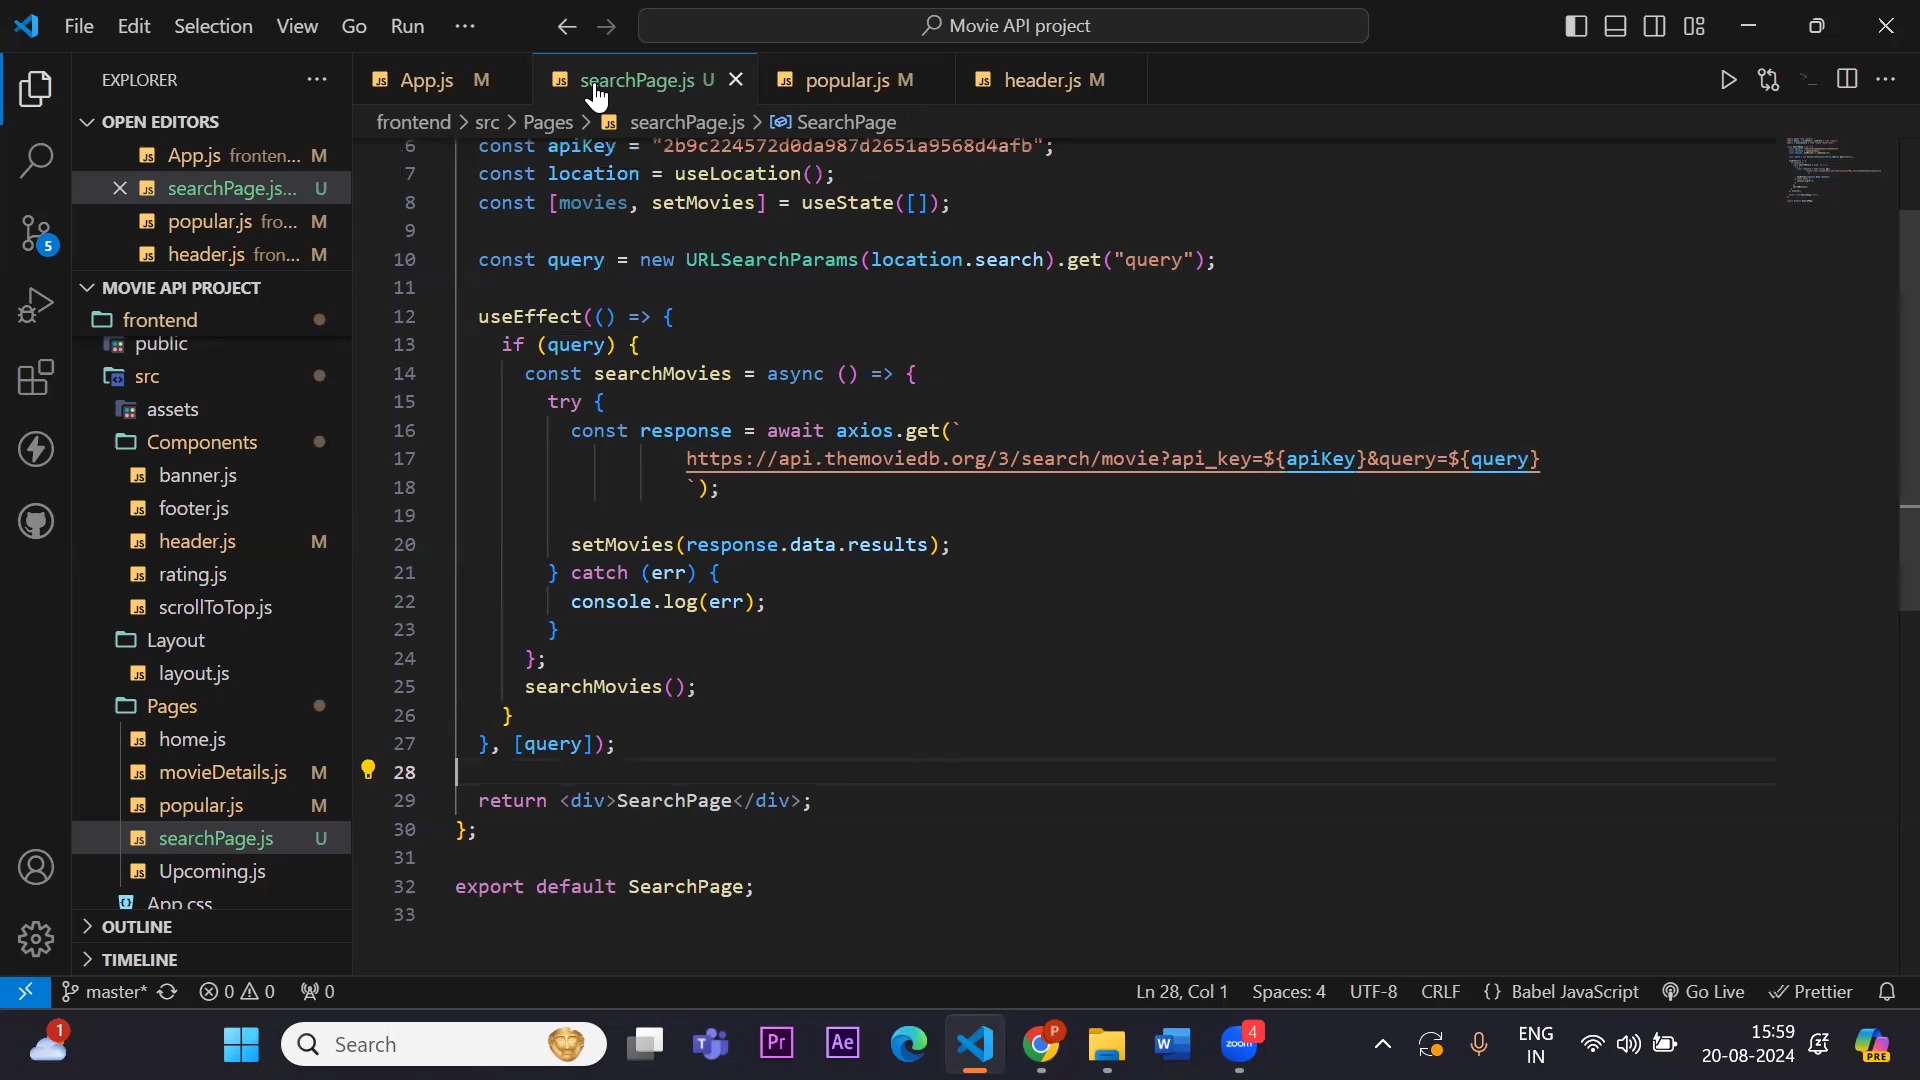 File Edit Selection View Go Run ···
Movie API project
EXPLORER ···
OPEN EDITORS
App.js fronten... M
searchPage.js... U
popular.js fro... M
header.js fron... M
MOVIE API PROJECT
frontend
public
src
assets
Components
banner.js
footer.js
header.js M
rating.js
scrollToTop.js
Layout
layout.js
Pages
home.js
movieDetails.js M
popular.js M
searchPage.js U
Upcoming.js
App.css
OUTLINE
TIMELINE
5
App.js M
searchPage.js U
popular.js M
header.js M
frontend > src > Pages > searchPage.js > SearchPage
6 const apiKey = "2b9c224572d0da987d2651a9568d4afb";
7 const location = useLocation();
8 const [movies, setMovies] = useState([]);
9
10 const query = new URLSearchParams(location.search).get("query");
11
12 useEffect(() => {
13 if (query) {
14 const searchMovies = async () => {
15 try {
16 const response = await axios.get(`
17 https://api.themoviedb.org/3/search/movie?api_key=${apiKey}&query=${query}
18 `);
19
20 setMovies(response.data.results);
21 } catch (err) {
22 console.log(err);
23 }
24 };
25 searchMovies();
26 }
27 }, [query]);
28
29 return <div>SearchPage</div>;
30 };
31
32 export default SearchPage;
33
master* 0 0 0
Ln 28, Col 1 Spaces: 4 UTF-8 CRLF {} Babel JavaScript Go Live Prettier
1
Search
Pr
Ae
P
W
zoom
4
ENG
IN
15:59
20-08-2024
PRE